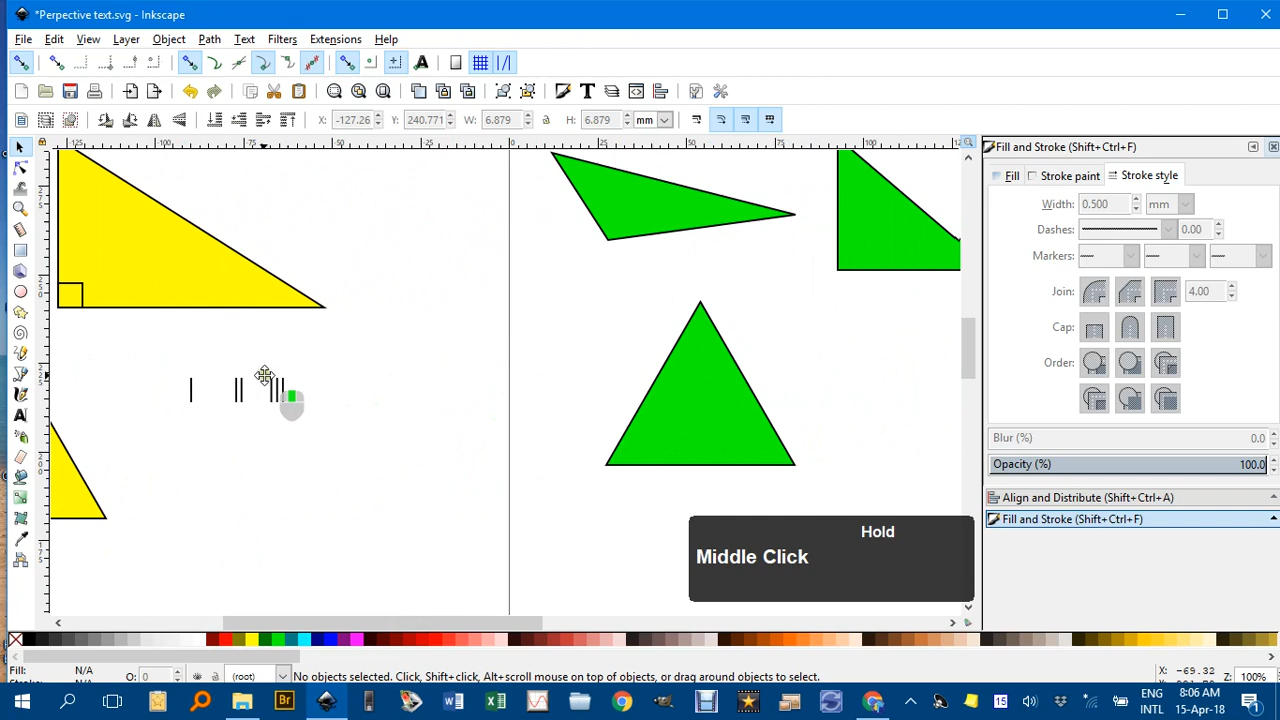 *Perpective text.svg - Inkscape
File Edit View Layer Object Path Text Filters Extensions Help
X: -127.26 Y: 240.771 W: 6.879 H: 6.879 mm
Fill and Stroke (Shift+Ctrl+F)
Fill Stroke paint Stroke style
Width: 0.500 mm
Dashes: 0.00
Markers:
Join: 4.00
Cap:
Order:
Blur (%) 0.0
Opacity (%) 100.0
Align and Distribute (Shift+Ctrl+A)
Fill and Stroke (Shift+Ctrl+F)
Hold
Middle Click
Fill: N/A
N/A
O: 0
(root)
No objects selected. Click, Shift+click, Alt+scroll mouse on top of objects, or drag around objects to select.
X: -69.32
100%
ENG
INTL
8:06 AM
15-Apr-18